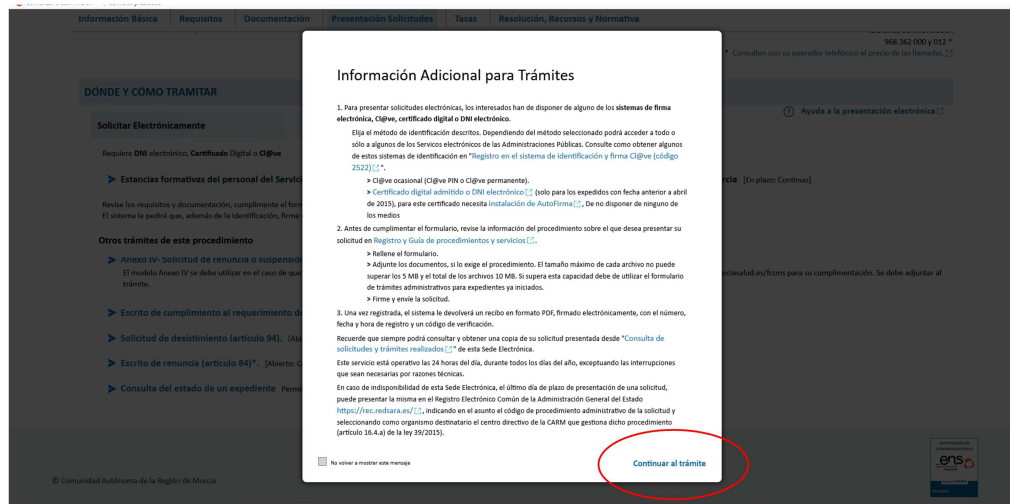 Información Básica Requisitos Documentación Presentación Solicitudes Tasas Resolución, Recursos y Normativa
968 362 000 y 012 *
* Consulten con su operador telefónico el precio de las llamadas.
DÓNDE Y CÓMO TRAMITAR
Ayuda a la presentación electrónica
Solicitar Electrónicamente
Requiere DNI electrónico, Certificado Digital o Cl@ve
Estancias formativas del personal del Servici
rcia [En plazo: Continuo]
Revise los requisitos y documentación, cumplimente el form
El sistema le pedirá que, además de la identificación, firme
Otros trámites de este procedimiento
Anexo IV- Solicitud de renuncia o suspensión
El modelo Anexo IV se debe utilizar en el caso de que
rciasalud.es/fcsms para su cumplimentación. Se debe adjuntar al
trámite.
Escrito de cumplimiento al requerimiento de
Solicitud de desistimiento (artículo 94). [Abi
Escrito de renuncia (artículo 84)*. [Abierto: C
Consulta del estado de un expediente Permi
© Comunidad Autónoma de la Región de Murcia
ens
Información Adicional para Trámites
1. Para presentar solicitudes electrónicas, los interesados han de disponer de alguno de los sistemas de firma
electrónica, Cl@ve, certificado digital o DNI electrónico.
Elija el método de identificación descritos. Dependiendo del método seleccionado podrá acceder a todo o
sólo a algunos de los Servicios electrónicos de las Administraciones Públicas. Consulte como obtener algunos
de estos sistemas de identificación en "Registro en el sistema de identificación y firma Cl@ve (código
2522)".
> Cl@ve ocasional (Cl@ve PIN o Cl@ve permanente).
> Certificado digital admitido o DNI electrónico (solo para los expedidos con fecha anterior a abril
de 2015), para este certificado necesita instalación de AutoFirma, De no disponer de ninguno de
los medios
2. Antes de cumplimentar el formulario, revise la información del procedimiento sobre el que desea presentar su
solicitud en Registro y Guía de procedimientos y servicios.
> Rellene el formulario.
> Adjunte los documentos, si lo exige el procedimiento. El tamaño máximo de cada archivo no puede
superar los 5 MB y el total de los archivos 10 MB. Si supera esta capacidad debe de utilizar el formulario
de trámites administrativos para expedientes ya iniciados.
> Firme y envíe la solicitud.
3. Una vez registrada, el sistema le devolverá un recibo en formato PDF, firmado electrónicamente, con el número,
fecha y hora de registro y un código de verificación.
Recuerde que siempre podrá consultar y obtener una copia de su solicitud presentada desde "Consulta de
solicitudes y trámites realizados" de esta Sede Electrónica.
Este servicio está operativo las 24 horas del día, durante todos los días del año, exceptuando las interrupciones
que sean necesarias por razones técnicas.
En caso de indisponibilidad de esta Sede Electrónica, el último día de plazo de presentación de una solicitud,
puede presentar la misma en el Registro Electrónico Común de la Administración General del Estado
https://rec.redsara.es/, indicando en el asunto el código de procedimiento administrativo de la solicitud y
seleccionando como organismo destinatario el centro directivo de la CARM que gestiona dicho procedimiento
(artículo 16.4.a) de la ley 39/2015).
No volver a mostrar este mensaje
Continuar al trámite